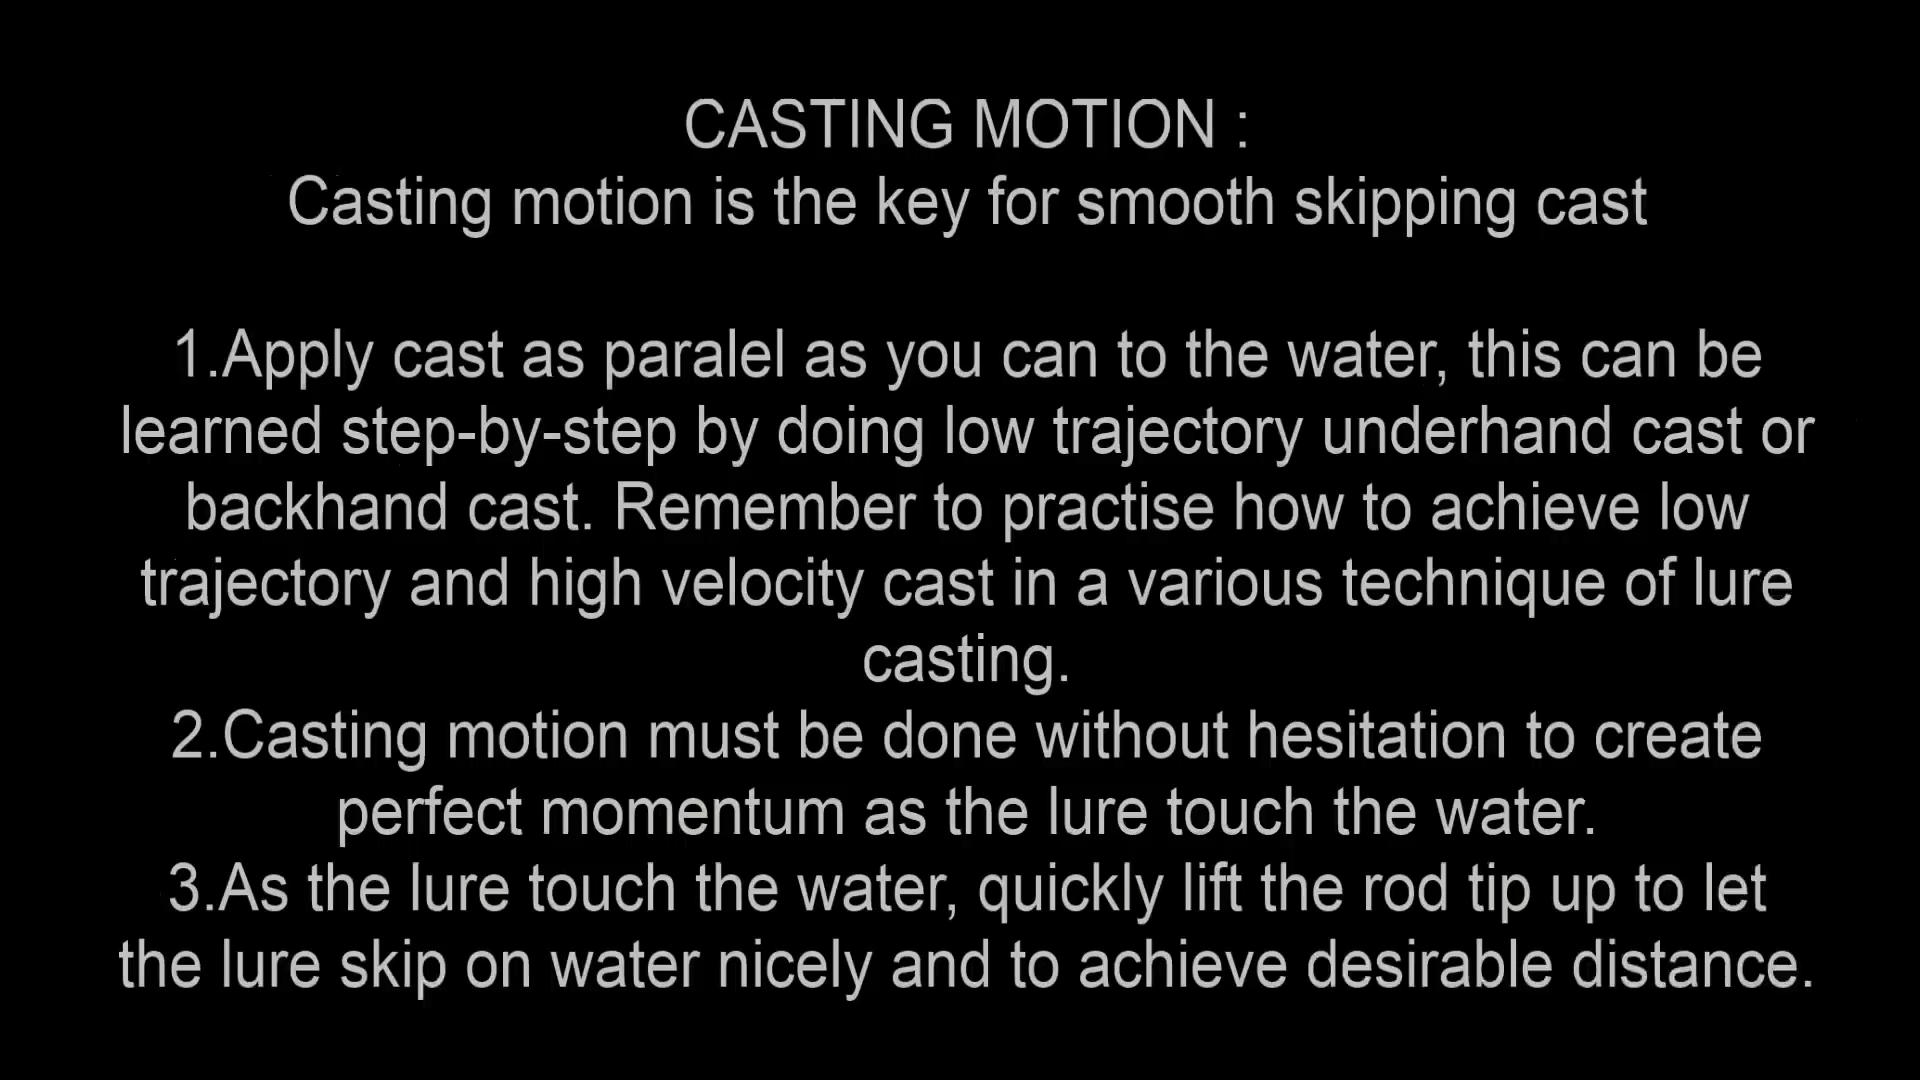 CASTING MOTION :
Casting motion is the key for smooth skipping cast
1.Apply cast as paralel as you can to the water, this can be
learned step-by-step by doing low trajectory underhand cast or
backhand cast. Remember to practise how to achieve low
trajectory and high velocity cast in a various technique of lure
casting.
2.Casting motion must be done without hesitation to create
perfect momentum as the lure touch the water.
3.As the lure touch the water, quickly lift the rod tip up to let
the lure skip on water nicely and to achieve desirable distance.